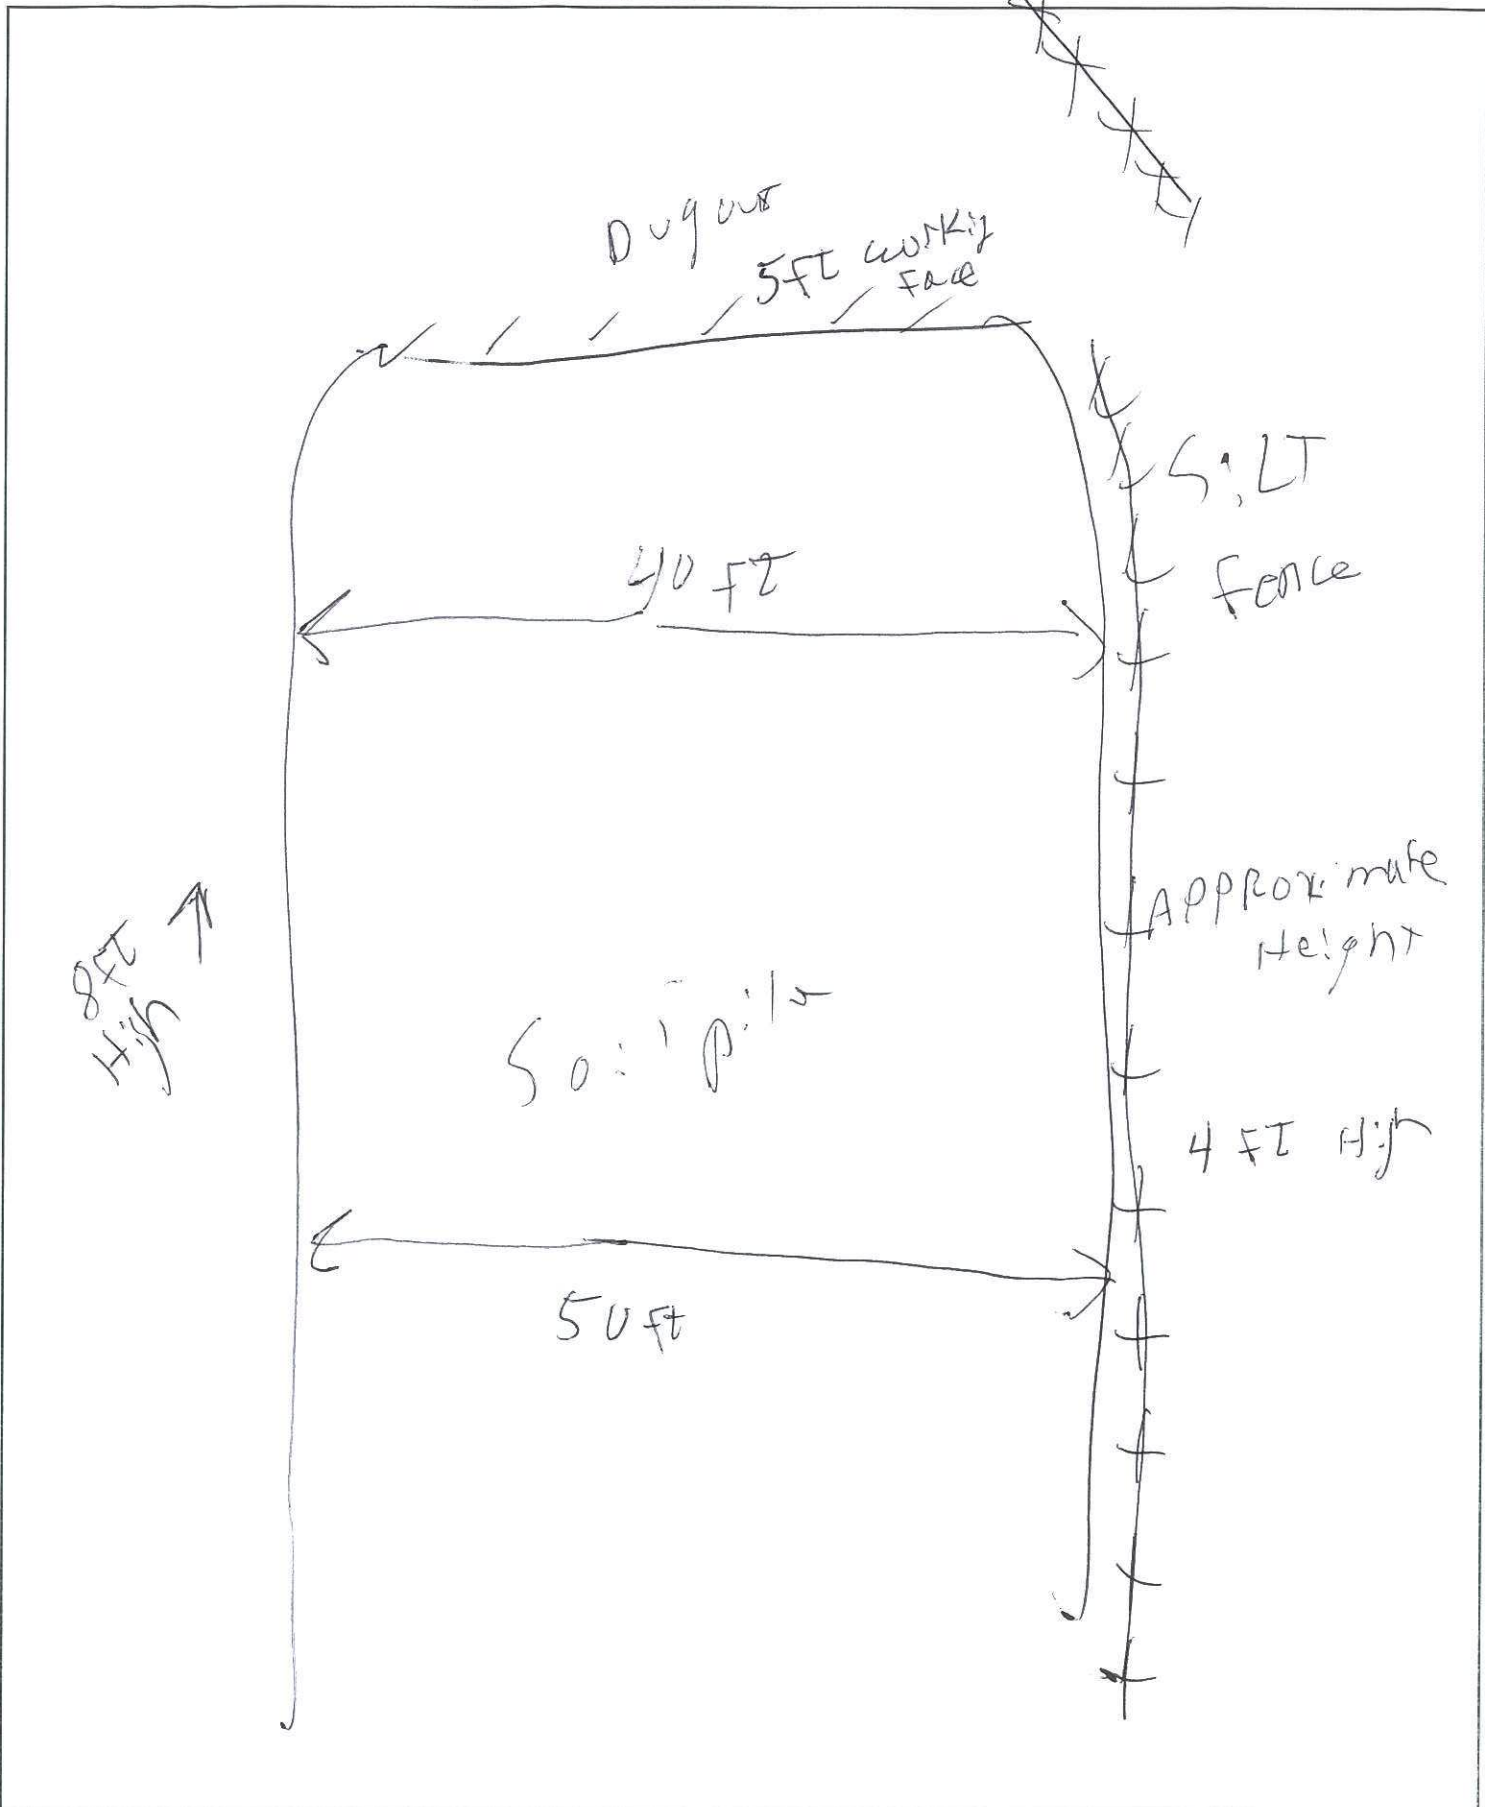 Dugout
5ft working
Face
SiLT
fence
40 FT
APPROXimate
Height
8FT
High
Soil pile
4 FT High
50 ft